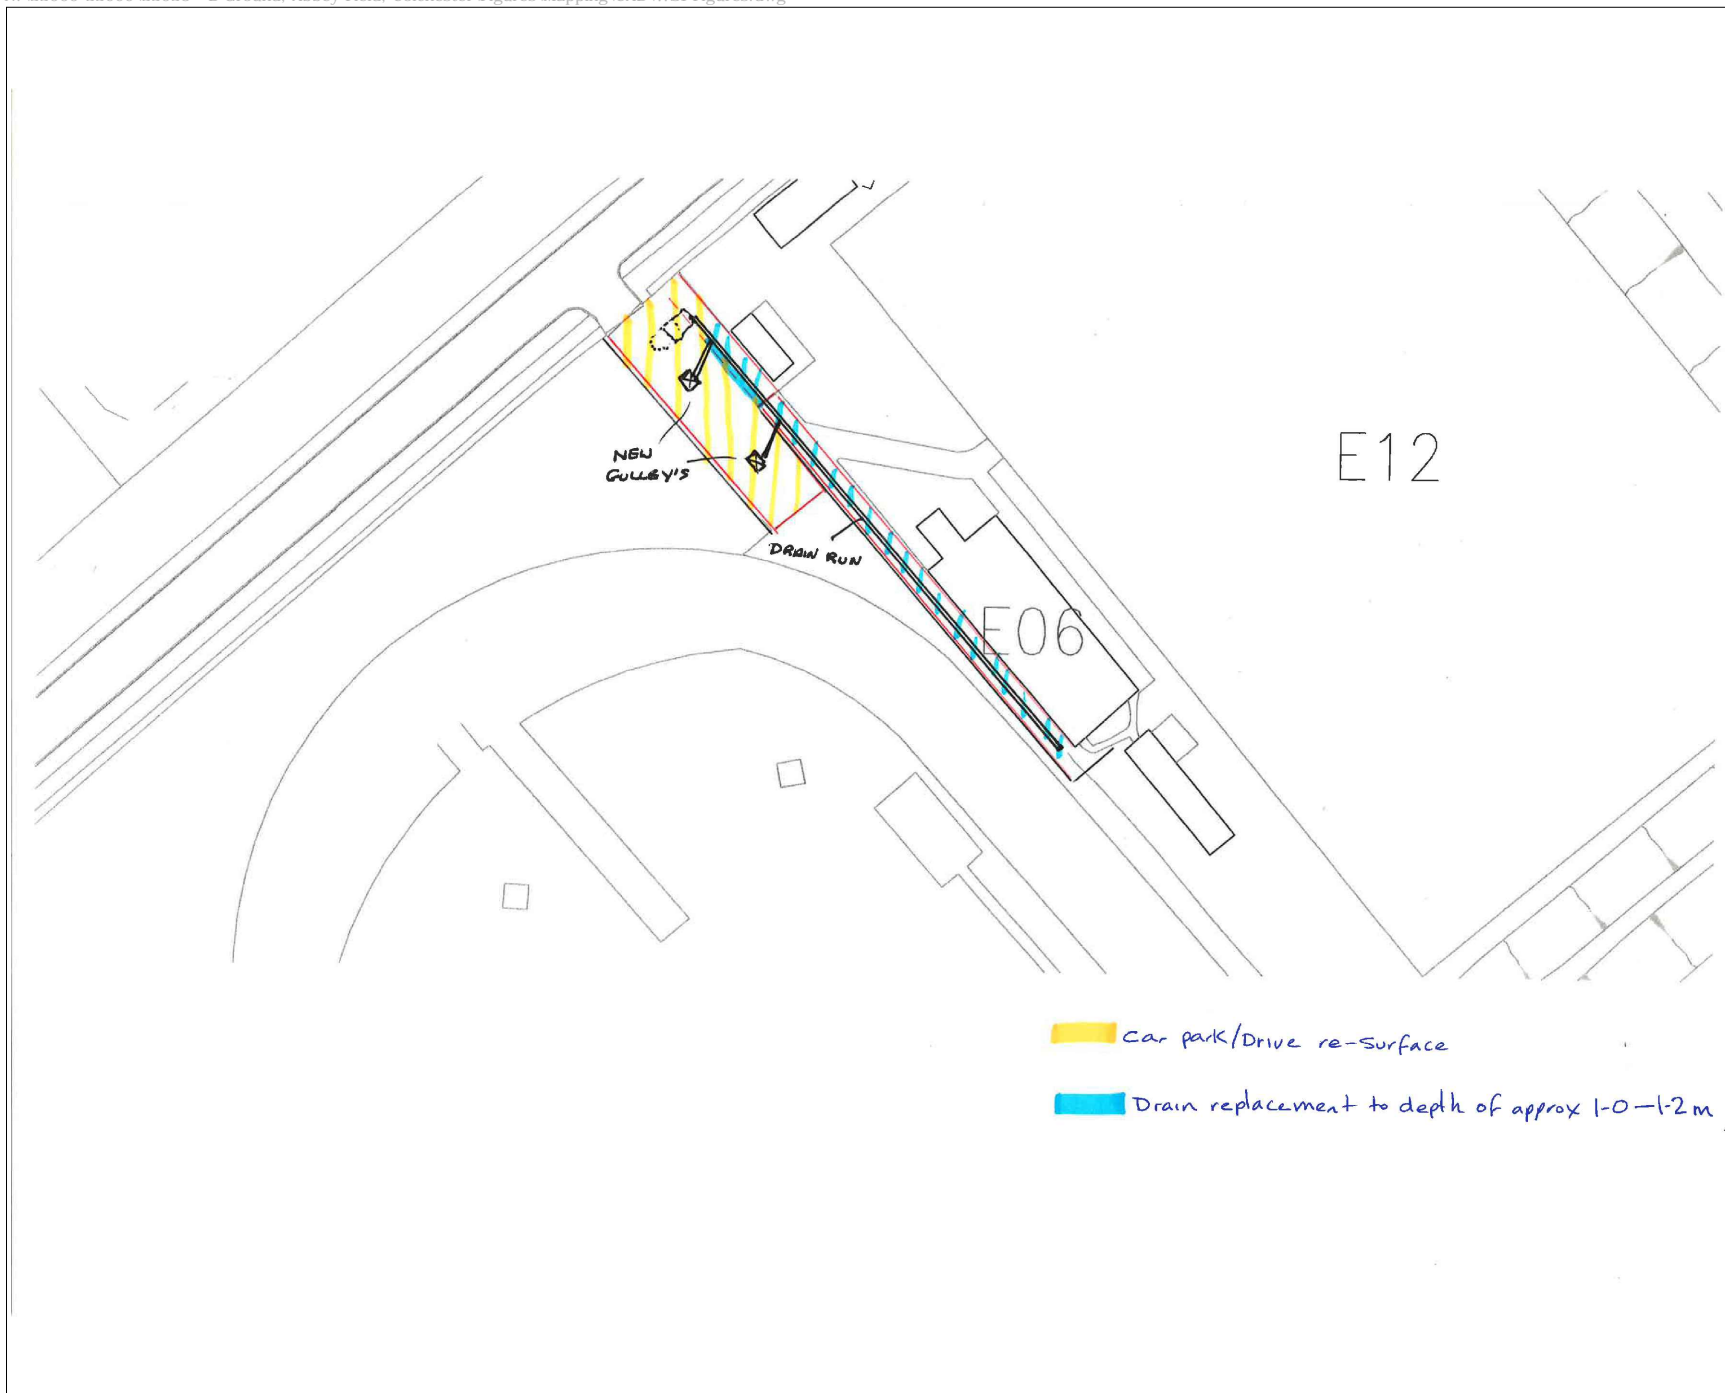 E12
NEW
GULLEY'S
DRAIN RUN
E06
Car park/Drive re-surface
Drain replacement to depth of approx 1-0-1-2m